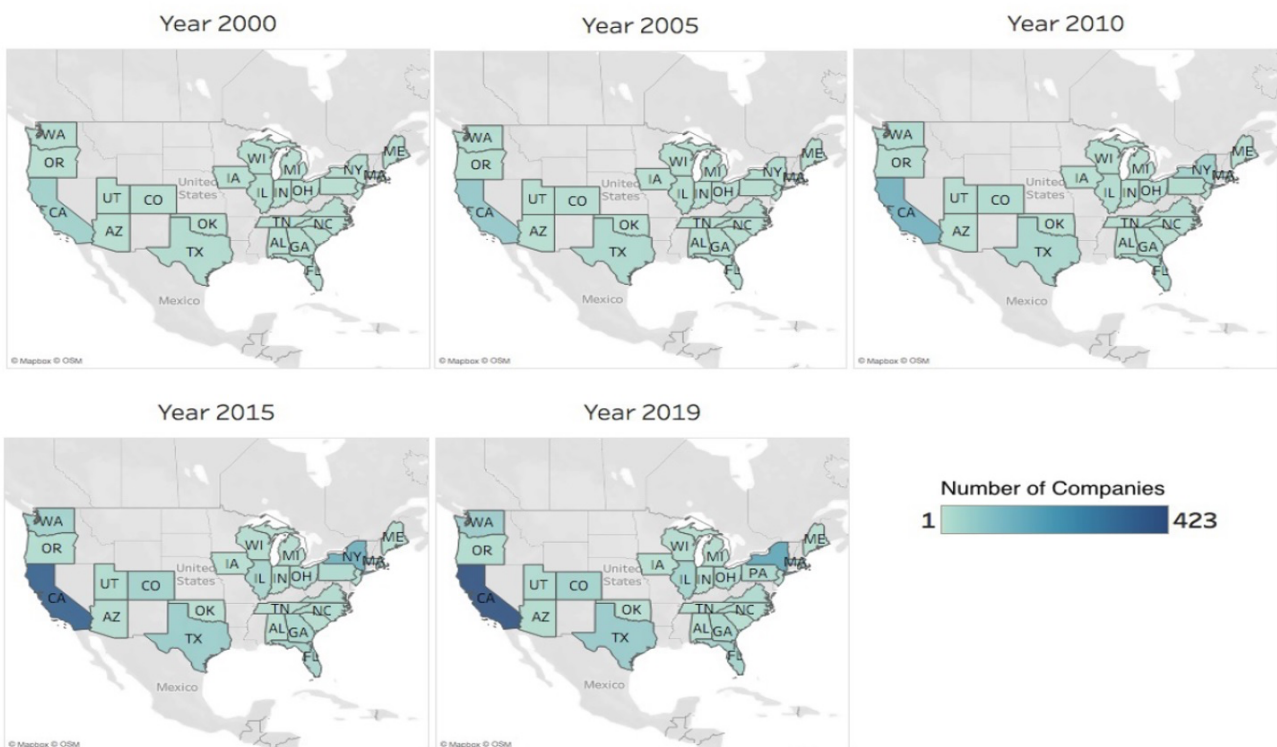 Year 2000
WA
OR
CA
UT
CO
AZ
OK
TX
United
States
IA
WI
MI
IL
IN
OH
NY
MA
ME
TN
NC
AL
GA
FL
Mexico
© Mapbox © OSM
Year 2005
WA
OR
CA
UT
CO
AZ
OK
TX
United
States
IA
WI
MI
IL
IN
OH
NY
MA
ME
TN
NC
AL
GA
FL
Mexico
© Mapbox © OSM
Year 2010
WA
OR
CA
UT
CO
AZ
OK
TX
United
States
IA
WI
MI
IL
IN
OH
NY
MA
ME
TN
NC
AL
GA
FL
Mexico
© Mapbox © OSM
Year 2015
WA
OR
CA
UT
CO
AZ
OK
TX
United
States
IA
WI
MI
IL
IN
OH
NY
MA
ME
TN
NC
AL
GA
FL
Mexico
© Mapbox © OSM
Year 2019
WA
OR
CA
UT
CO
AZ
OK
TX
United
States
IA
WI
MI
IL
IN
OH
PA
NY
MA
ME
TN
NC
AL
GA
FL
Mexico
© Mapbox © OSM
Number of Companies
1 423